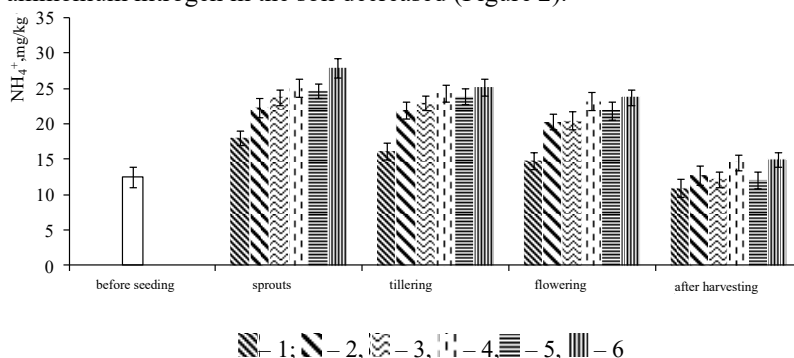 ammonium nitrogen in the soil decreased (Figure 2).
35
30
25
20
15
10
5
0
NH₄⁺,mg/kg
before seeding sprouts tillering flowering after harvesting
– 1; – 2, – 3, – 4, – 5, – 6